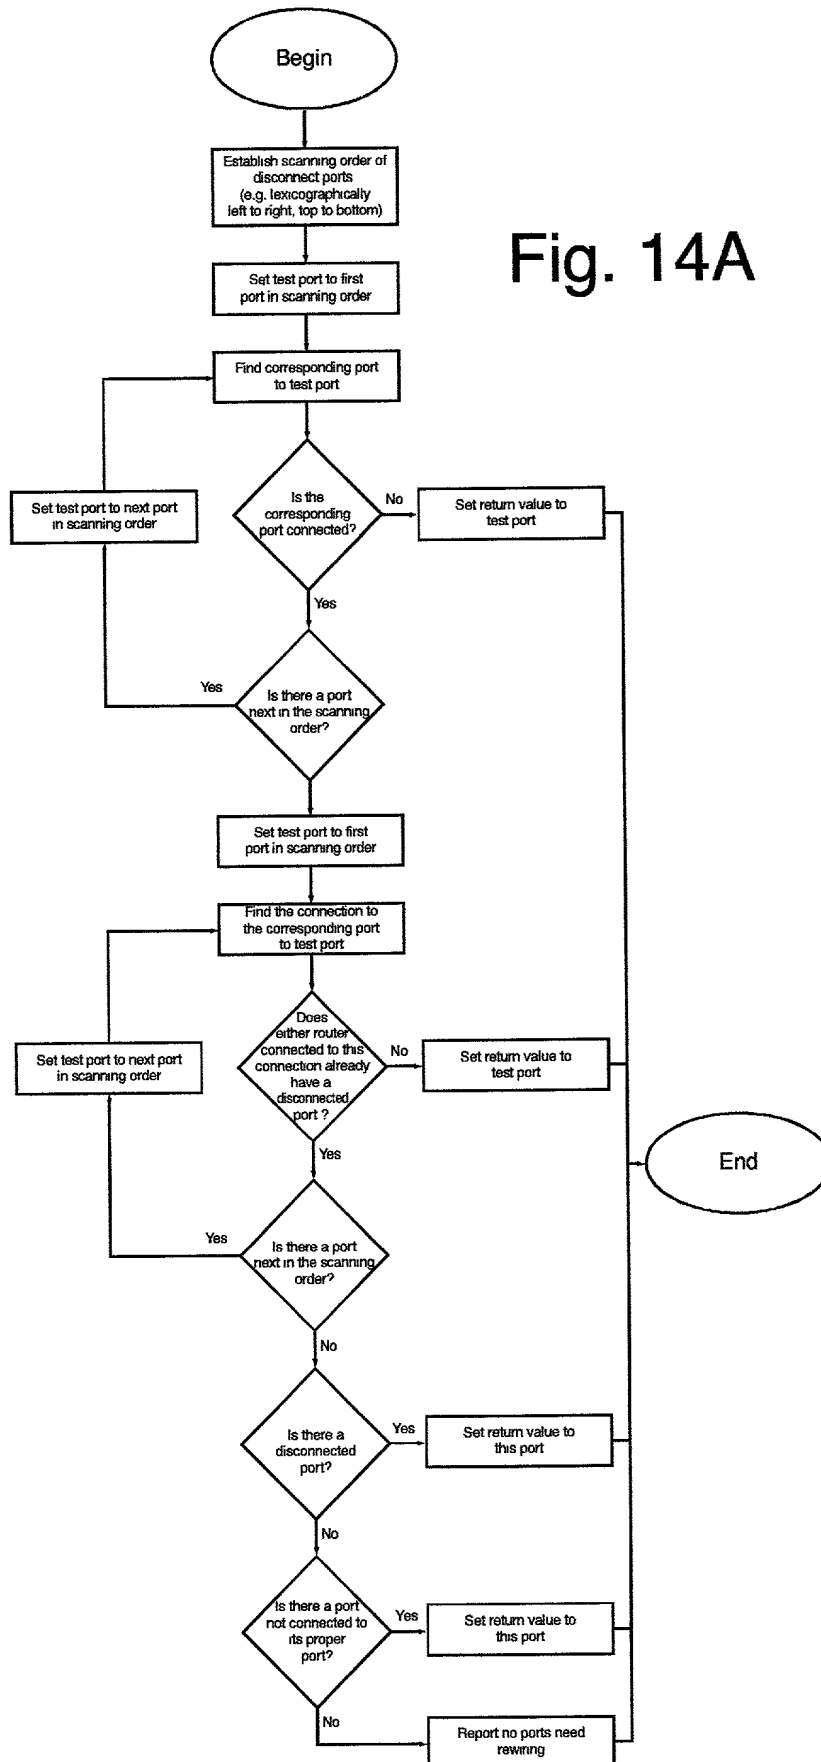 Begin
Establish scanning order of
disconnect ports
(e.g. lexicographically
left to right, top to bottom)
Fig. 14A
Set test port to first
port in scanning order
Find corresponding port
to test port
Set test port to next port
in scanning order
Is the
corresponding
port connected?
No
Set return value to
test port
Yes
Yes
Is there a port
next in the scanning
order?
Set test port to first
port in scanning order
Find the connection to
the corresponding port
to test port
Set test port to next port
in scanning order
Does
either router
connected to this
connection already
have a
disconnected
port ?
No
Set return value to
test port
Yes
End
Yes
Is there a port
next in the scanning
order?
No
Is there a
disconnected
port?
Yes
Set return value to
this port
No
Is there a port
not connected to
its proper
port?
Yes
Set return value to
this port
No
Report no ports need
rewiring